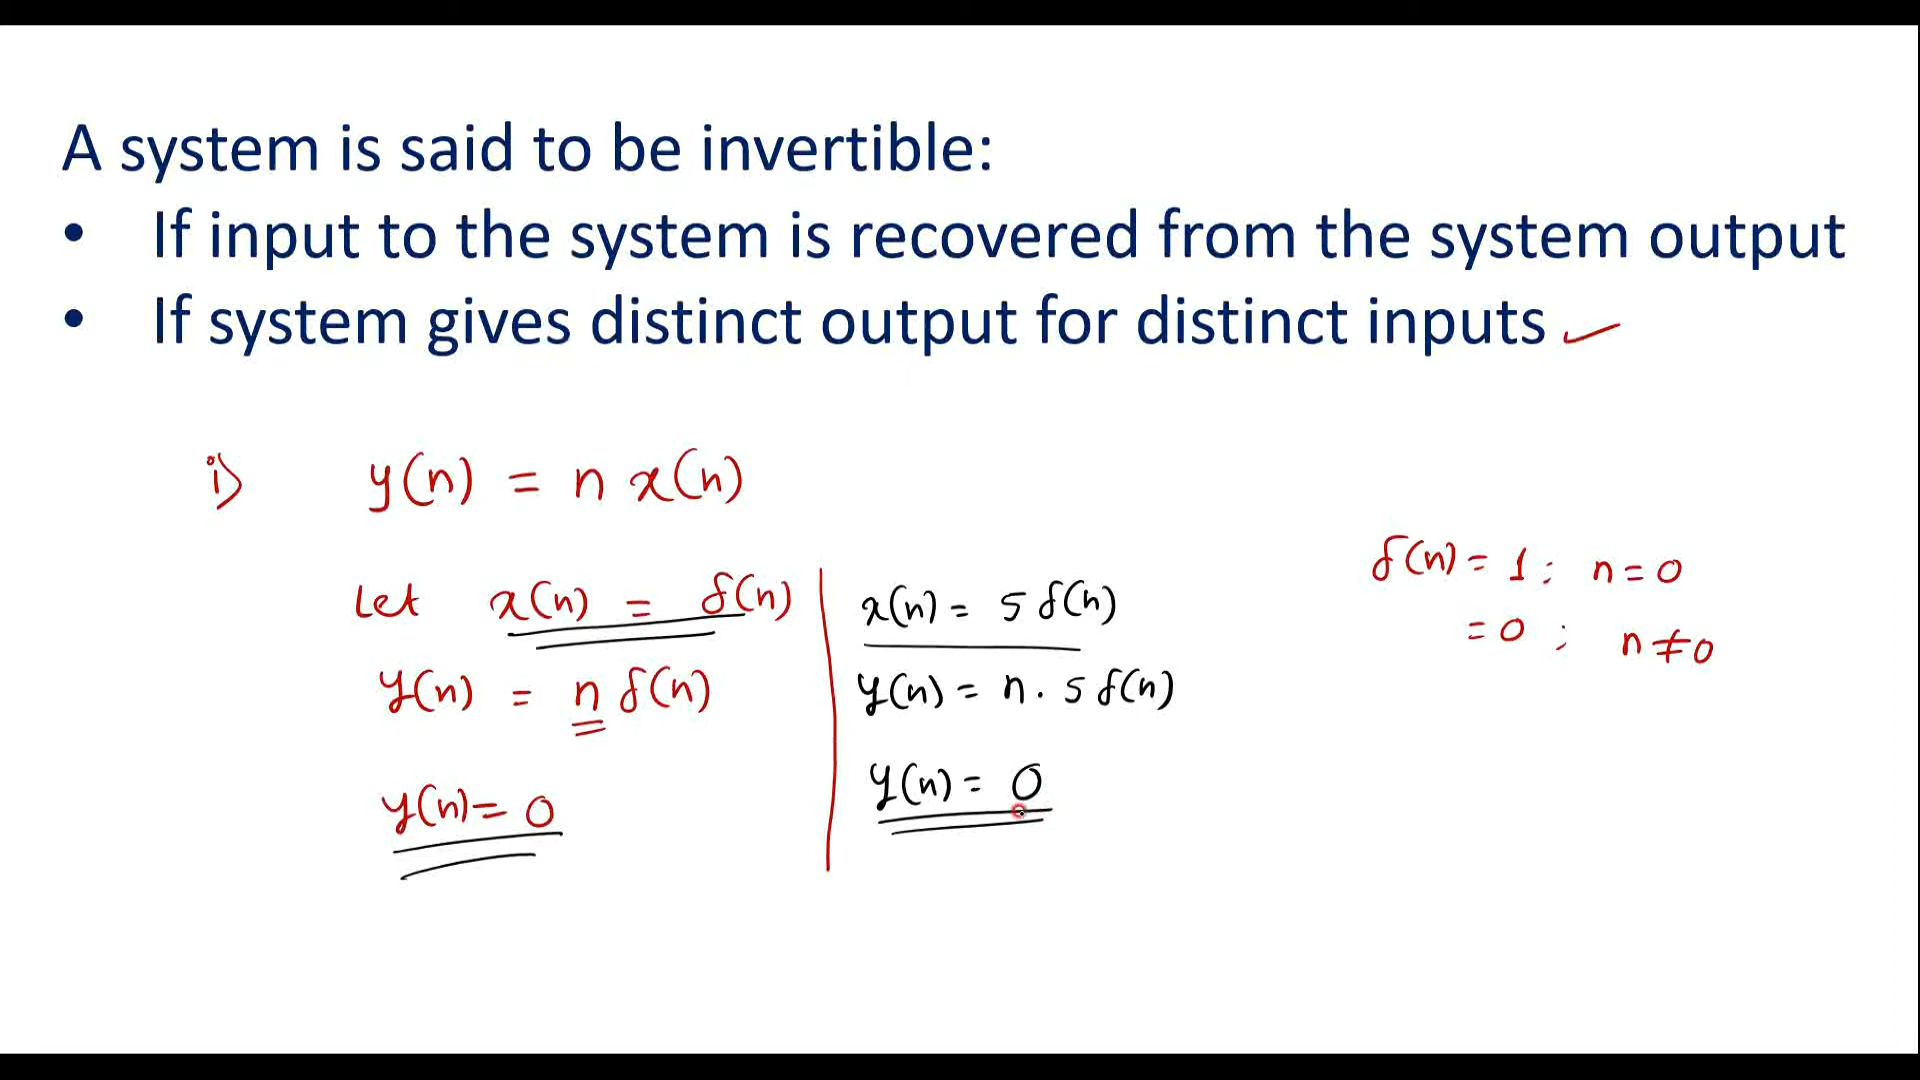 A system is said to be invertible:
• If input to the system is recovered from the system output
• If system gives distinct output for distinct inputs
i) y(n) = n x(n)
Let x(n) = δ(n)
y(n) = n δ(n)
y(n) = 0
x(n) = 5 δ(n)
y(n) = n . 5 δ(n)
y(n) = 0
δ(n) = 1 ; n = 0
= 0 ; n ≠ 0